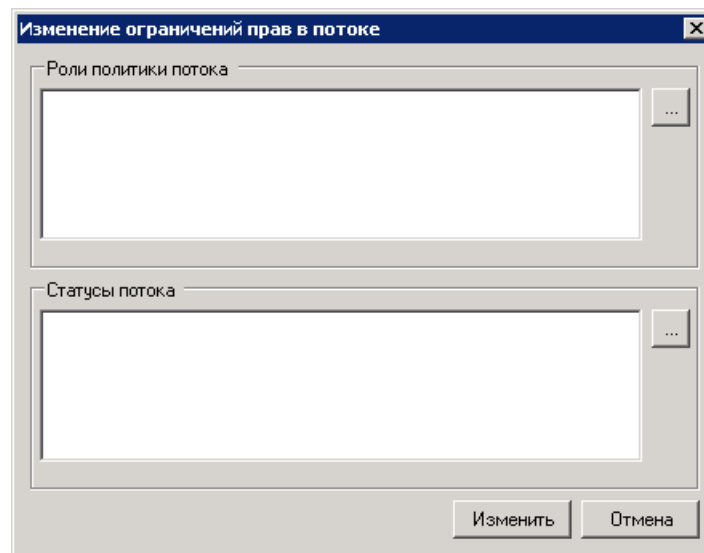 Изменение ограничений прав в потоке
Роли политики потока
...
Статусы потока
...
Изменить
Отмена